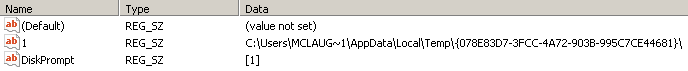 Name Type Data
(Default) REG_SZ (value not set)
1 REG_SZ C:\Users\MCLAUG~1\AppData\Local\Temp\{078E83D7-3FCC-4A72-903B-995C7CE44681}\
DiskPrompt REG_SZ [1]